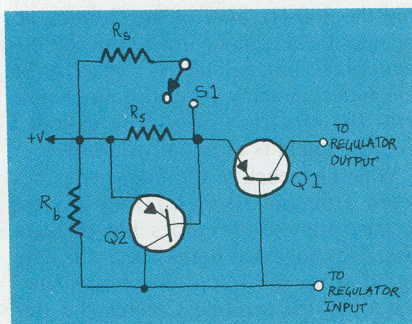 Rs
S1
Rs
+V
TO
REGULATOR
OUTPUT
Q1
Rb
Q2
TO
REGULATOR
INPUT